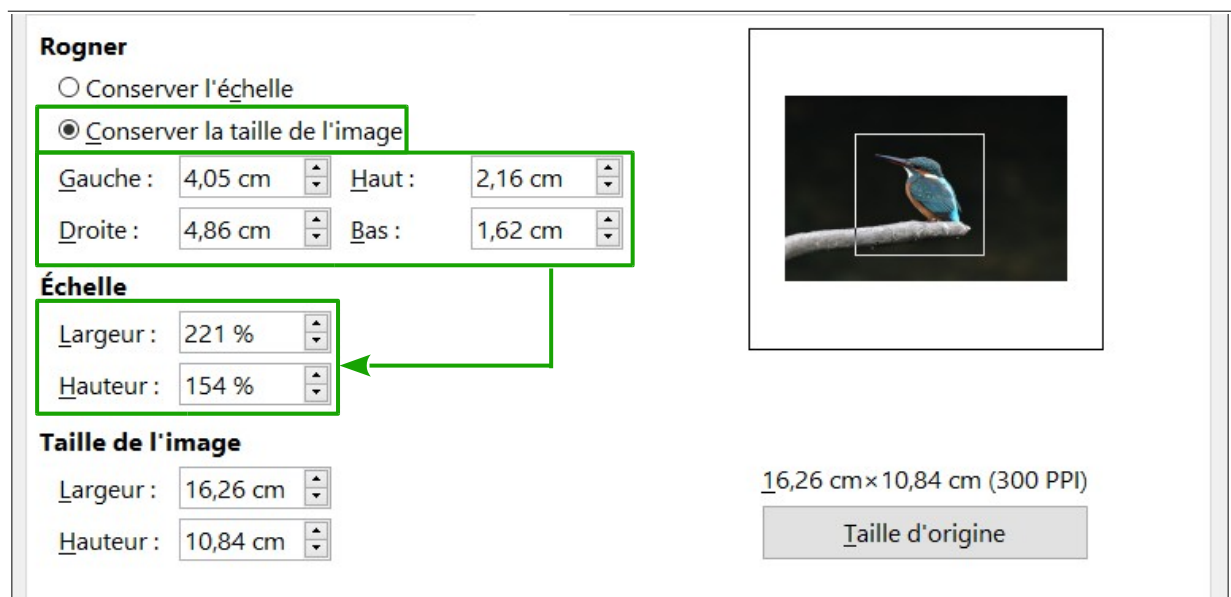 Rogner
Conserver l'échelle
Conserver la taille de l'image
Gauche : 4,05 cm Haut : 2,16 cm
Droite : 4,86 cm Bas : 1,62 cm
Échelle
Largeur : 221 %
Hauteur : 154 %
Taille de l'image
Largeur : 16,26 cm 16,26 cm×10,84 cm (300 PPI)
Hauteur : 10,84 cm Taille d'origine